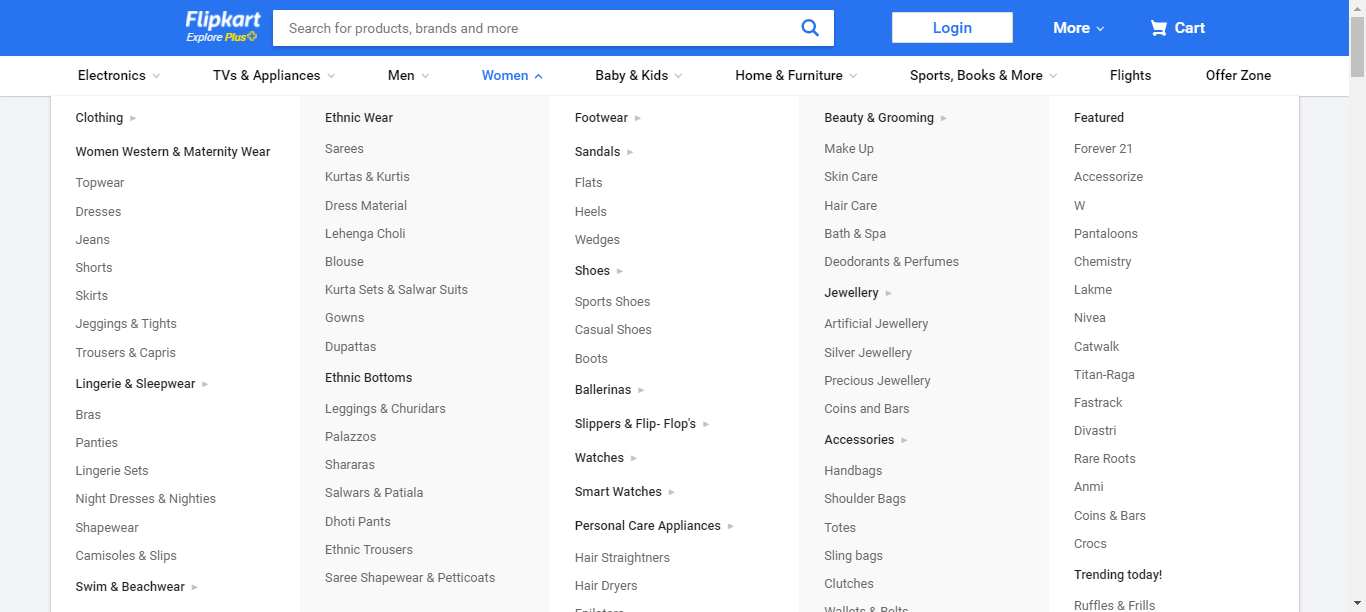 Flipkart
Explore Plus
Search for products, brands and more
Login
More
Cart
Electronics
TVs & Appliances
Men
Women
Baby & Kids
Home & Furniture
Sports, Books & More
Flights
Offer Zone
Clothing
Women Western & Maternity Wear
Topwear
Dresses
Jeans
Shorts
Skirts
Jeggings & Tights
Trousers & Capris
Lingerie & Sleepwear
Bras
Panties
Lingerie Sets
Night Dresses & Nighties
Shapewear
Camisoles & Slips
Swim & Beachwear
Ethnic Wear
Sarees
Kurtas & Kurtis
Dress Material
Lehenga Choli
Blouse
Kurta Sets & Salwar Suits
Gowns
Dupattas
Ethnic Bottoms
Leggings & Churidars
Palazzos
Shararas
Salwars & Patiala
Dhoti Pants
Ethnic Trousers
Saree Shapewear & Petticoats
Footwear
Sandals
Flats
Heels
Wedges
Shoes
Sports Shoes
Casual Shoes
Boots
Ballerinas
Slippers & Flip- Flop's
Watches
Smart Watches
Personal Care Appliances
Hair Straightners
Hair Dryers
Epilators
Beauty & Grooming
Make Up
Skin Care
Hair Care
Bath & Spa
Deodorants & Perfumes
Jewellery
Artificial Jewellery
Silver Jewellery
Precious Jewellery
Coins and Bars
Accessories
Handbags
Shoulder Bags
Totes
Sling bags
Clutches
Wallets & Belts
Featured
Forever 21
Accessorize
W
Pantaloons
Chemistry
Lakme
Nivea
Catwalk
Titan-Raga
Fastrack
Divastri
Rare Roots
Anmi
Coins & Bars
Crocs
Trending today!
Ruffles & Frills